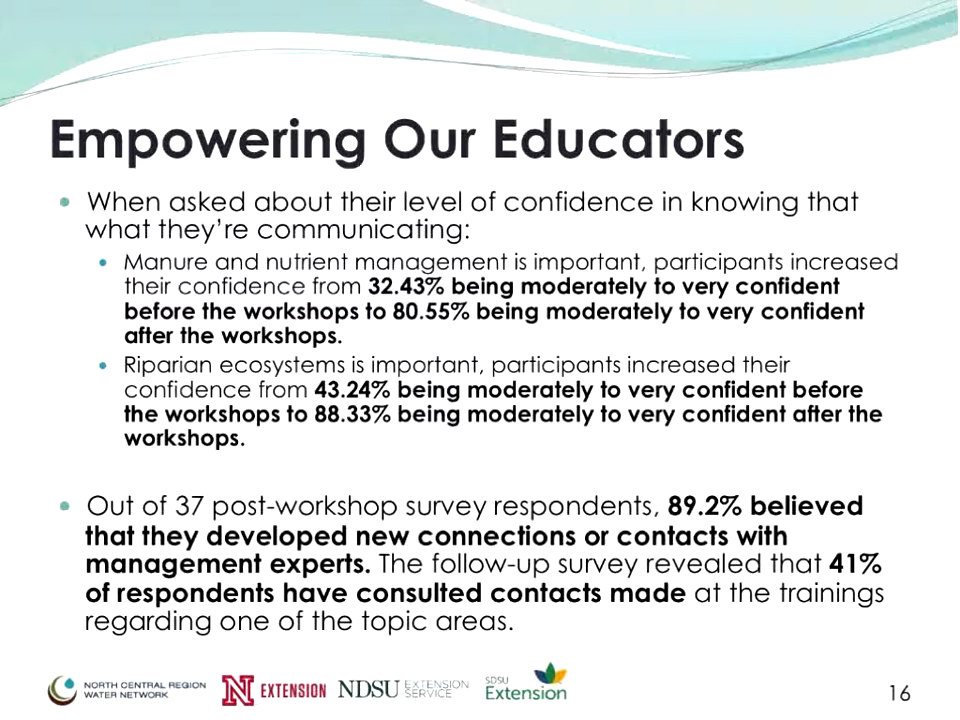 Empowering Our Educators
When asked about their level of confidence in knowing that
what they're communicating:
Manure and nutrient management is important, participants increased
their confidence from 32.43% being moderately to very confident
before the workshops to 80.55% being moderately to very confident
after the workshops.
Riparian ecosystems is important, participants increased their
confidence from 43.24% being moderately to very confident before
the workshops to 88.33% being moderately to very confident after the
workshops.
Out of 37 post-workshop survey respondents, 89.2% believed
that they developed new connections or contacts with
management experts. The follow-up survey revealed that 41%
of respondents have consulted contacts made at the trainings
regarding one of the topic areas.
NORTH CENTRAL REGION
WATER NETWORK
N EXTENSION
NDSU EXTENSION
SERVICE
SDSU
Extension
16